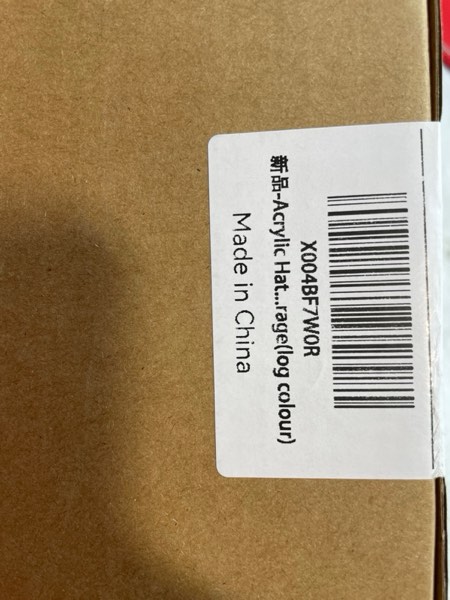 X004BF7W0R
新品-Acrylic Hat...rage(log colour)
Made in China